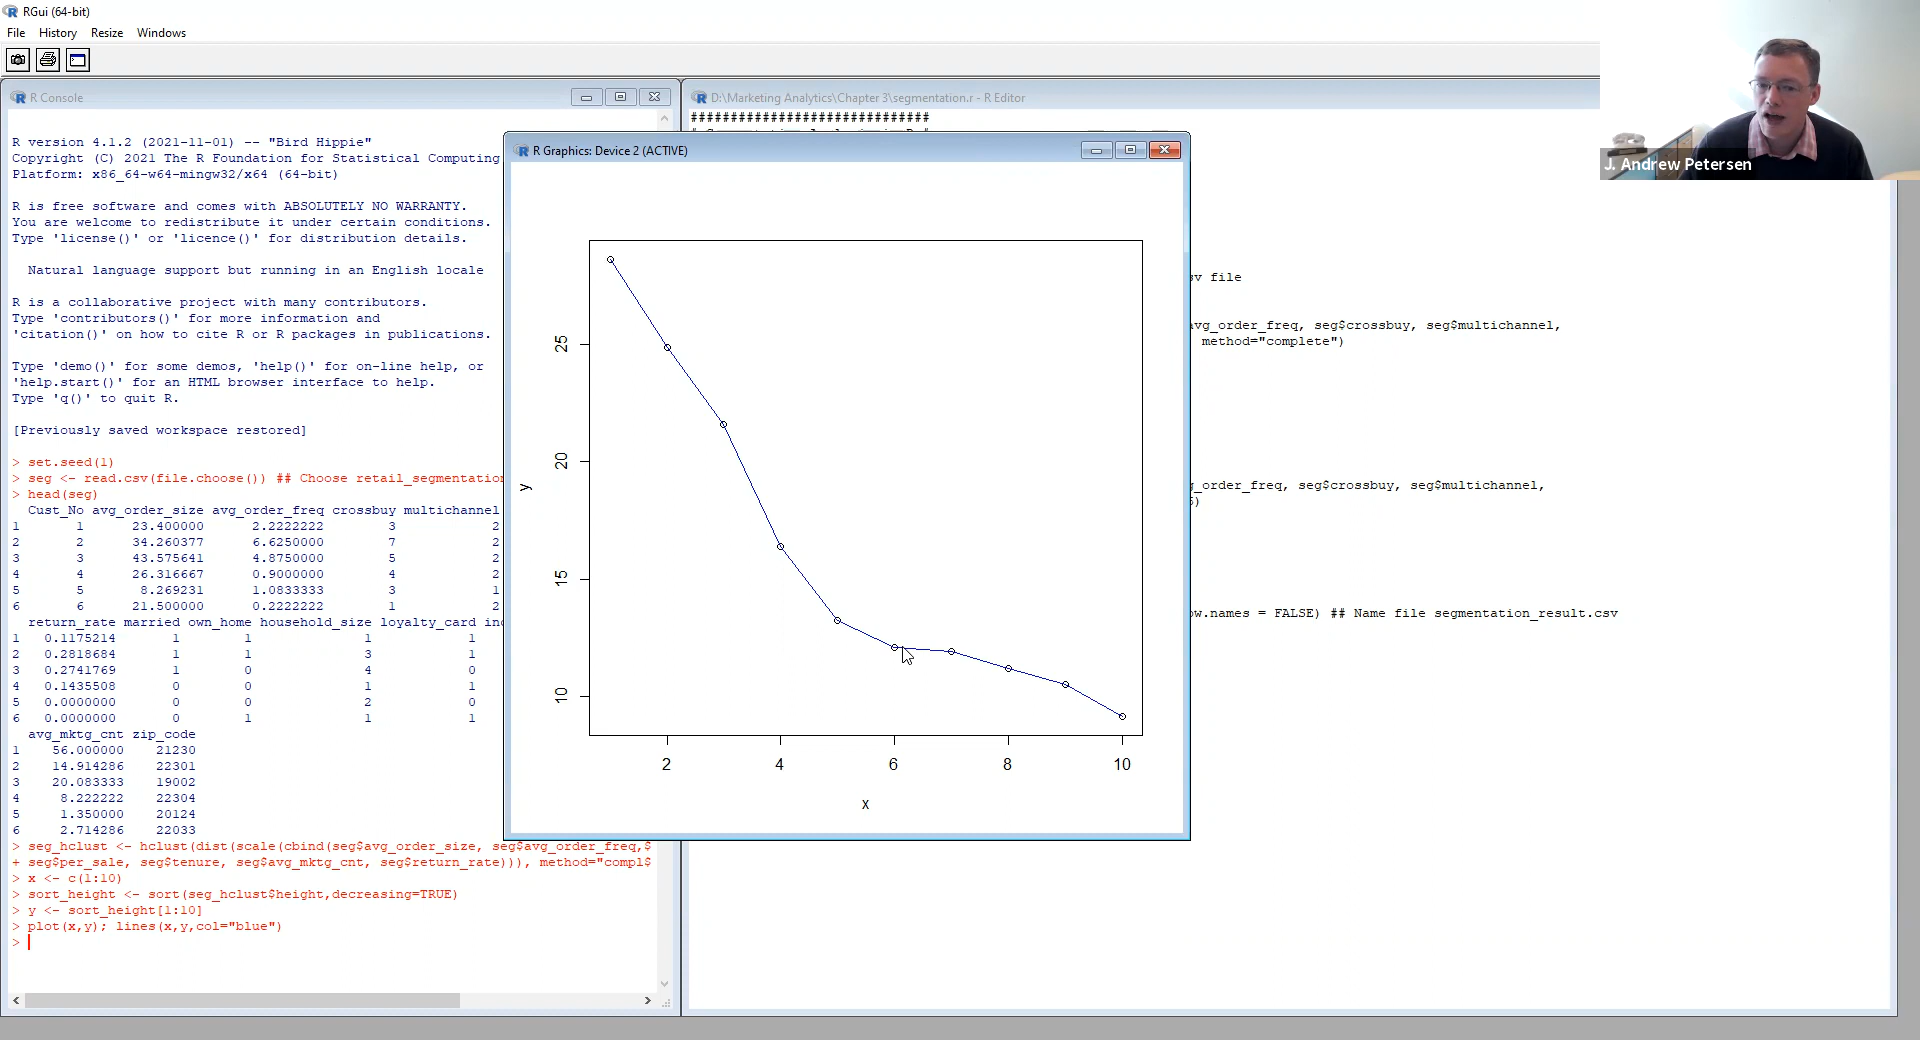 RGui (64-bit)
File History Resize Windows
R Console
R version 4.1.2 (2021-11-01) -- "Bird Hippie"
Copyright (C) 2021 The R Foundation for Statistical Computing
Platform: x86_64-w64-mingw32/x64 (64-bit)
R is free software and comes with ABSOLUTELY NO WARRANTY.
You are welcome to redistribute it under certain conditions.
Type 'license()' or 'licence()' for distribution details.
Natural language support but running in an English locale
R is a collaborative project with many contributors.
Type 'contributors()' for more information and
'citation()' on how to cite R or R packages in publications.
Type 'demo()' for some demos, 'help()' for on-line help, or
'help.start()' for an HTML browser interface to help.
Type 'q()' to quit R.
[Previously saved workspace restored]
> set.seed(1)
> seg <- read.csv(file.choose()) ## Choose retail_segmentation
> head(seg)
Cust_No avg_order_size avg_order_freq crossbuy multichannel
1 1 23.400000 2.2222222 3 2
2 2 34.260377 6.6250000 7 2
3 3 43.575641 4.8750000 5 2
4 4 26.316667 0.9000000 4 2
5 5 8.269231 1.0833333 3 1
6 6 21.500000 0.2222222 1 2
return_rate married own_home household_size loyalty_card inc
1 0.1175214 1 1 1 1
2 0.2818684 1 1 3 1
3 0.2741769 1 0 4 0
4 0.1435508 0 0 1 1
5 0.0000000 0 0 2 0
6 0.0000000 0 1 1 1
avg_mktg_cnt zip_code
1 56.000000 21230
2 14.914286 22301
3 20.083333 19002
4 8.222222 22304
5 1.350000 20124
6 2.714286 22033
> seg_hclust <- hclust(dist(scale(cbind(seg$avg_order_size, seg$avg_order_freq,$
+ seg$per_sale, seg$tenure, seg$avg_mktg_cnt, seg$return_rate))), method="compl$
> x <- c(1:10)
> sort_height <- sort(seg_hclust$height,decreasing=TRUE)
> y <- sort_height[1:10]
> plot(x,y); lines(x,y,col="blue")
>
D:\Marketing Analytics\Chapter 3\segmentation.r - R Editor
##############################
R Graphics: Device 2 (ACTIVE)
25
20
15
10
y
2 4 6 8 10
x
file
avg_order_freq, seg$crossbuy, seg$multichannel,
method="complete")
_order_freq, seg$crossbuy, seg$multichannel,
)
w.names = FALSE) ## Name file segmentation_result.csv
J. Andrew Petersen